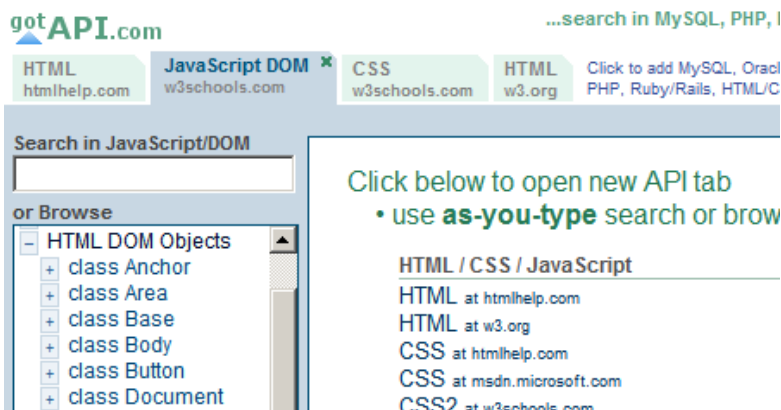 gotAPI.com
...search in MySQL, PHP,
HTML
htmlhelp.com
JavaScript DOM ×
w3schools.com
CSS
w3schools.com
HTML
w3.org
Click to add MySQL, Oracl
PHP, Ruby/Rails, HTML/C
Search in JavaScript/DOM
or Browse
HTML DOM Objects
class Anchor
class Area
class Base
class Body
class Button
class Document
Click below to open new API tab
• use as-you-type search or brow
HTML / CSS / JavaScript
HTML at htmlhelp.com
HTML at w3.org
CSS at htmlhelp.com
CSS at msdn.microsoft.com
CSS2 at w3schools.com